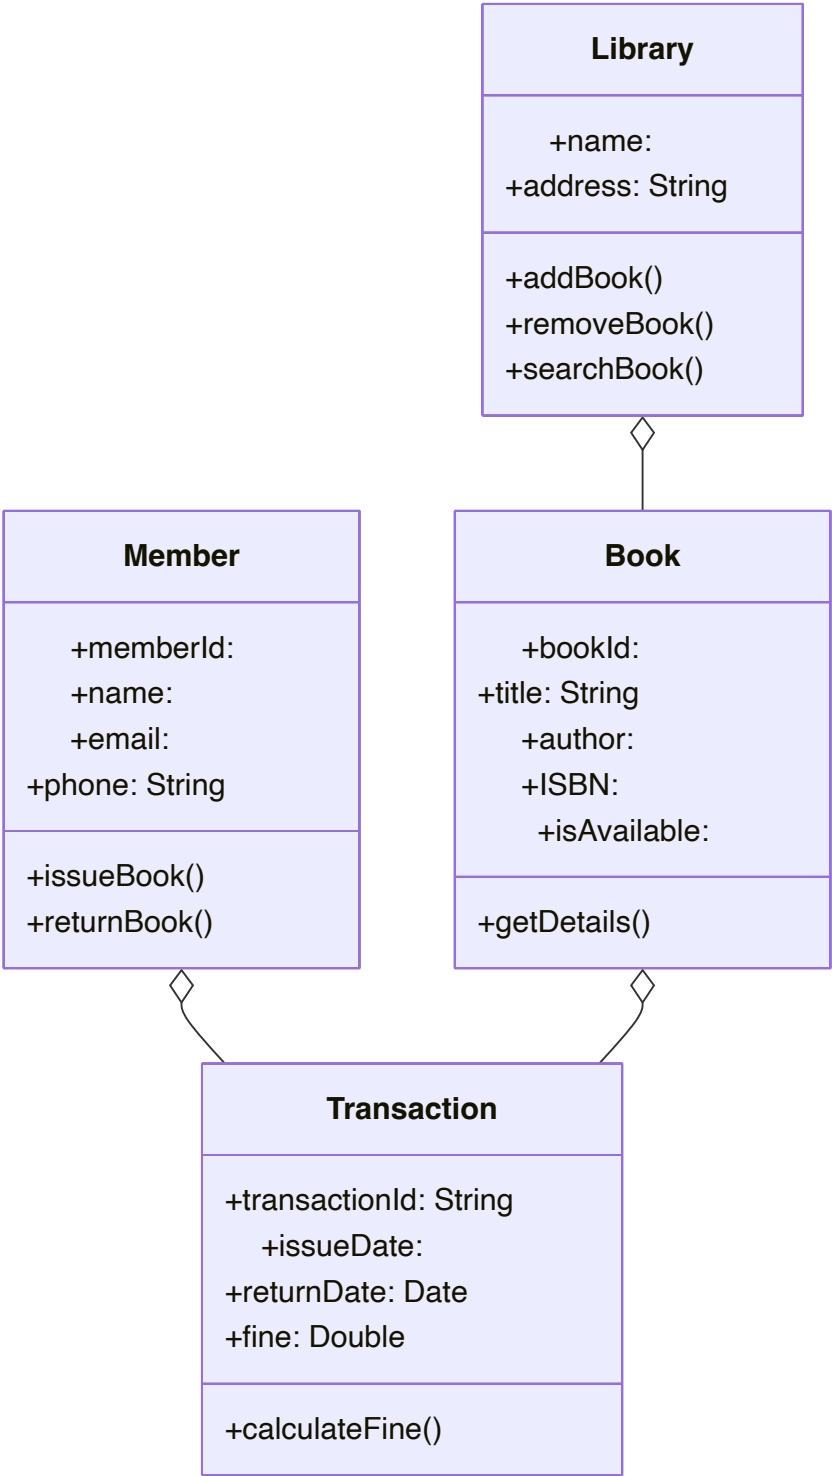 Library
+name:
+address: String
+addBook()
+removeBook()
+searchBook()
Member
+memberId:
+name:
+email:
+phone: String
+issueBook()
+returnBook()
Book
+bookId:
+title: String
+author:
+ISBN:
+isAvailable:
+getDetails()
Transaction
+transactionId: String
+issueDate:
+returnDate: Date
+fine: Double
+calculateFine()